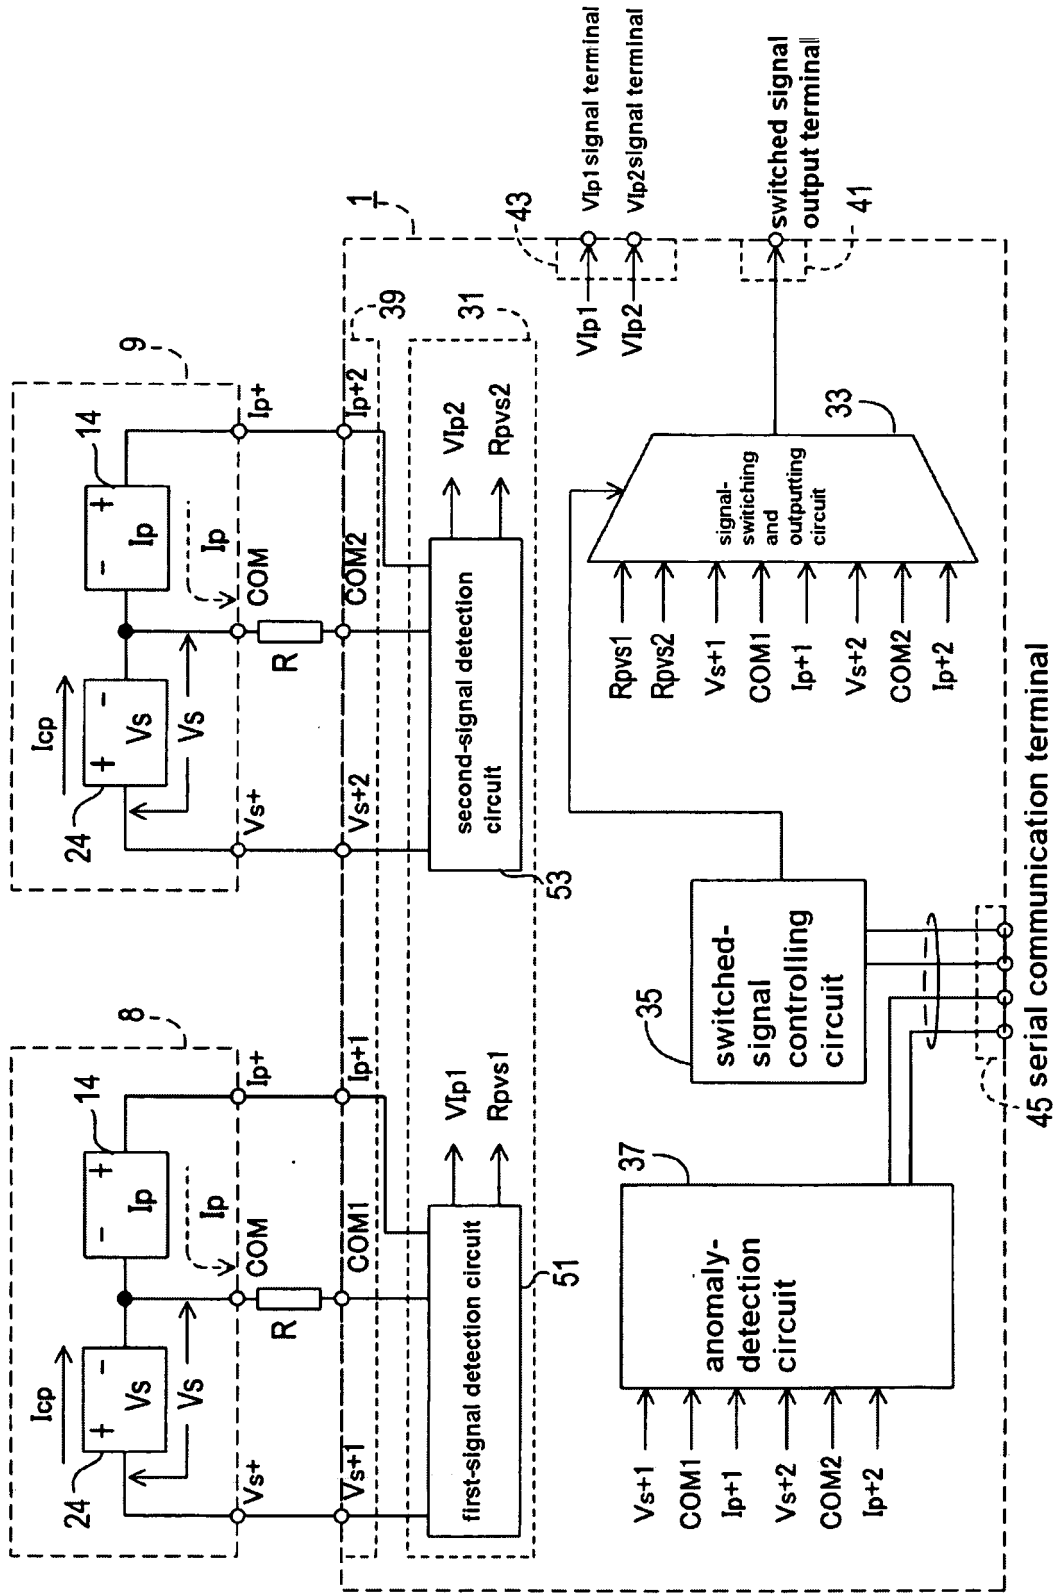 8
24
+
-
Vs
Icp
Vs
14
-
+
Ip
Ip
Vs+
COM
Ip+
R
9
24
+
-
Vs
Icp
Vs
14
-
+
Ip
Ip
Vs+
COM
Ip+
R
Vs+1
COM1
Ip+1
Vs+2
COM2
Ip+2
1
39
31
first-signal detection circuit
51
VIp1
Rpvs1
second-signal detection
circuit
53
VIp2
Rpvs2
43
VIp1
VIp2
VIp1 signal terminal
VIp2 signal terminal
switched signal
output terminal
41
Vs+1
COM1
Ip+1
Vs+2
COM2
Ip+2
anomaly-
detection
circuit
37
35
switched-
signal
controlling
circuit
Rpvs1
Rpvs2
Vs+1
COM1
Ip+1
Vs+2
COM2
Ip+2
signal-
switiching
and
outputting
circuit
33
45 serial communication terminal